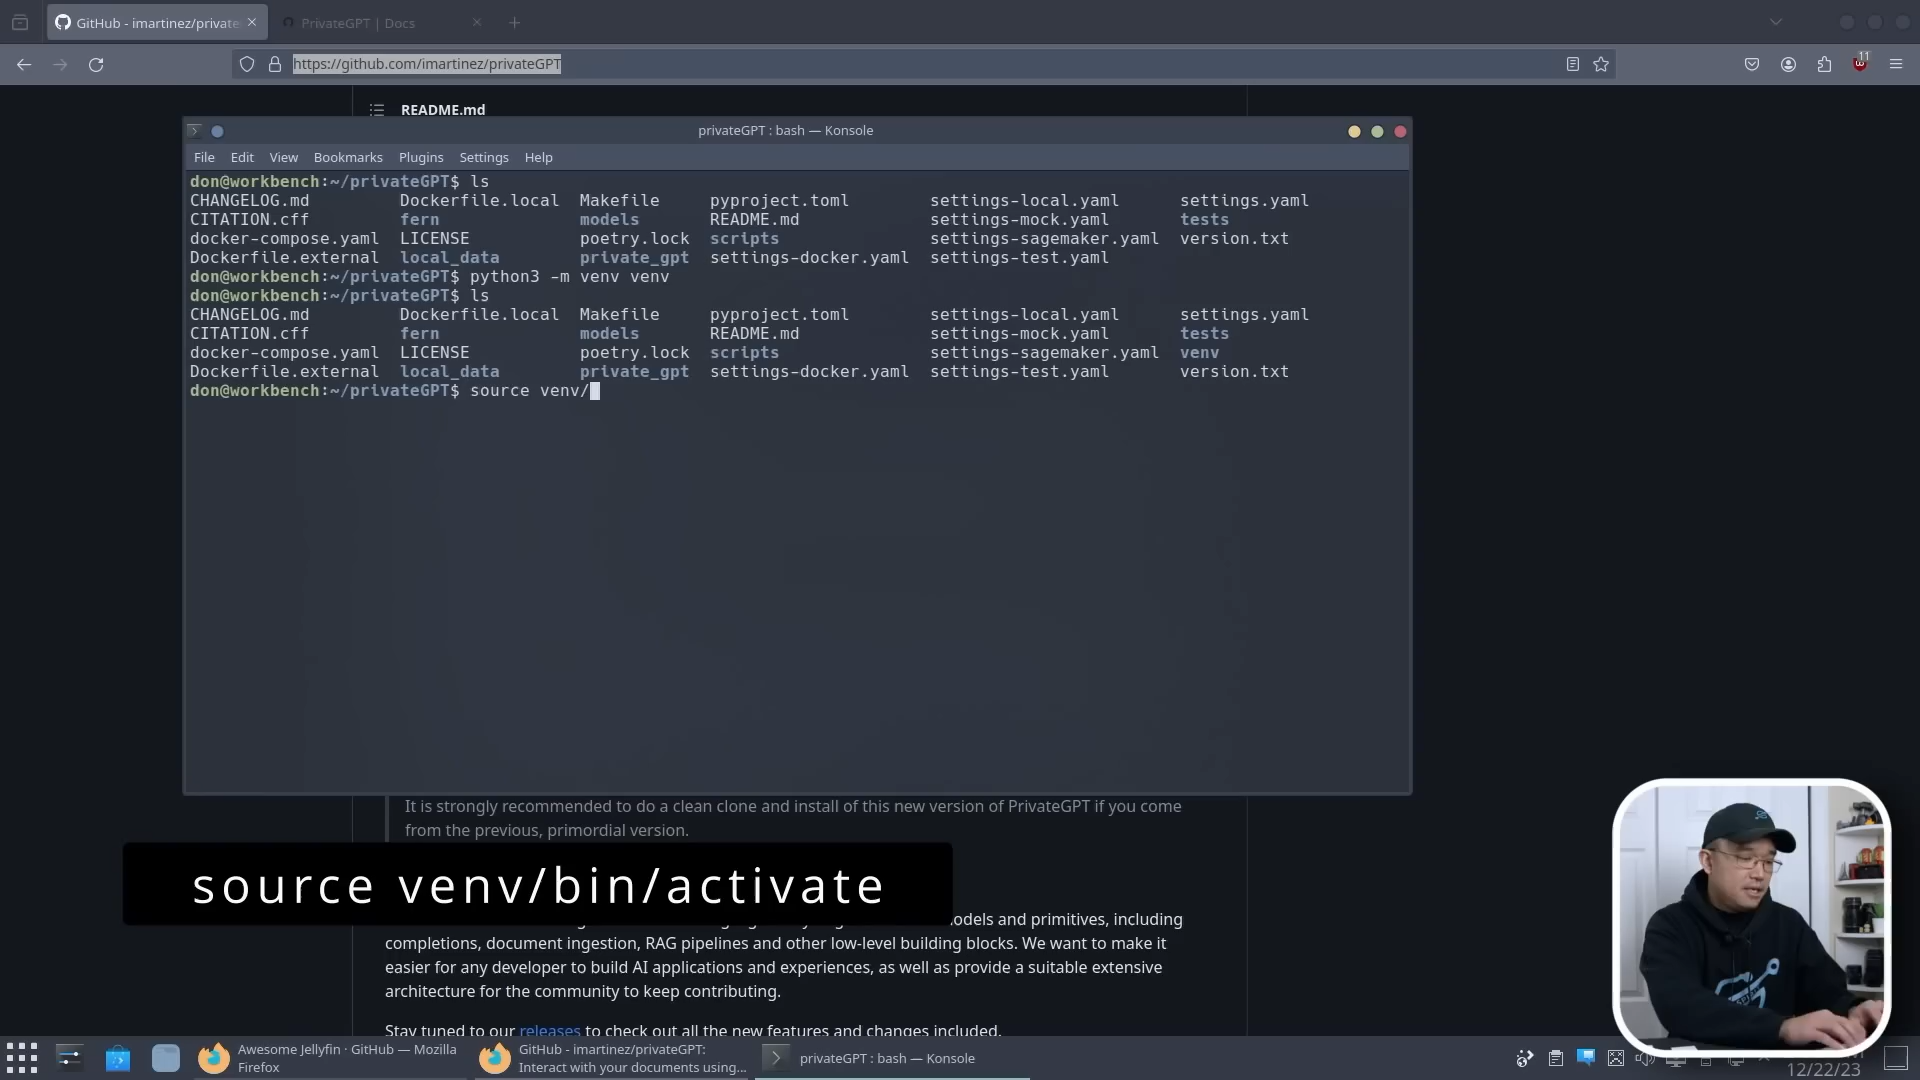 GitHub - imartinez/private
PrivateGPT | Docs
https://github.com/imartinez/privateGPT
11
README.md
privateGPT : bash — Konsole
File Edit View Bookmarks Plugins Settings Help
don@workbench:~/privateGPT$ ls
CHANGELOG.md Dockerfile.local Makefile pyproject.toml settings-local.yaml settings.yaml
CITATION.cff fern models README.md settings-mock.yaml tests
docker-compose.yaml LICENSE poetry.lock scripts settings-sagemaker.yaml version.txt
Dockerfile.external local_data private_gpt settings-docker.yaml settings-test.yaml
don@workbench:~/privateGPT$ python3 -m venv venv
don@workbench:~/privateGPT$ ls
CHANGELOG.md Dockerfile.local Makefile pyproject.toml settings-local.yaml settings.yaml
CITATION.cff fern models README.md settings-mock.yaml tests
docker-compose.yaml LICENSE poetry.lock scripts settings-sagemaker.yaml venv
Dockerfile.external local_data private_gpt settings-docker.yaml settings-test.yaml version.txt
don@workbench:~/privateGPT$ source venv/
It is strongly recommended to do a clean clone and install of this new version of PrivateGPT if you come
from the previous, primordial version.
source venv/bin/activate
models and primitives, including
completions, document ingestion, RAG pipelines and other low-level building blocks. We want to make it
easier for any developer to build AI applications and experiences, as well as provide a suitable extensive
architecture for the community to keep contributing.
Stay tuned to our releases to check out all the new features and changes included.
Awesome Jellyfin · GitHub — Mozilla
Firefox
GitHub - imartinez/privateGPT:
Interact with your documents using...
privateGPT : bash — Konsole
12/22/23